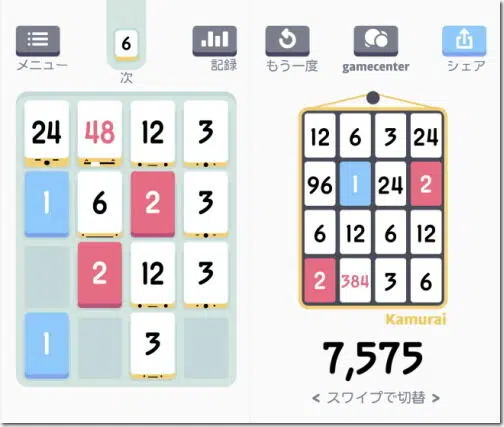 6
メニュー
次
記録
24 48 12 3
1 6 2 3
2 12 3
1 3
もう一度
gamecenter
シェア
12 6 3 24
96 1 24 2
6 12 6 12
2 384 3 6
Kamurai
7,575
< スワイプで切替 >